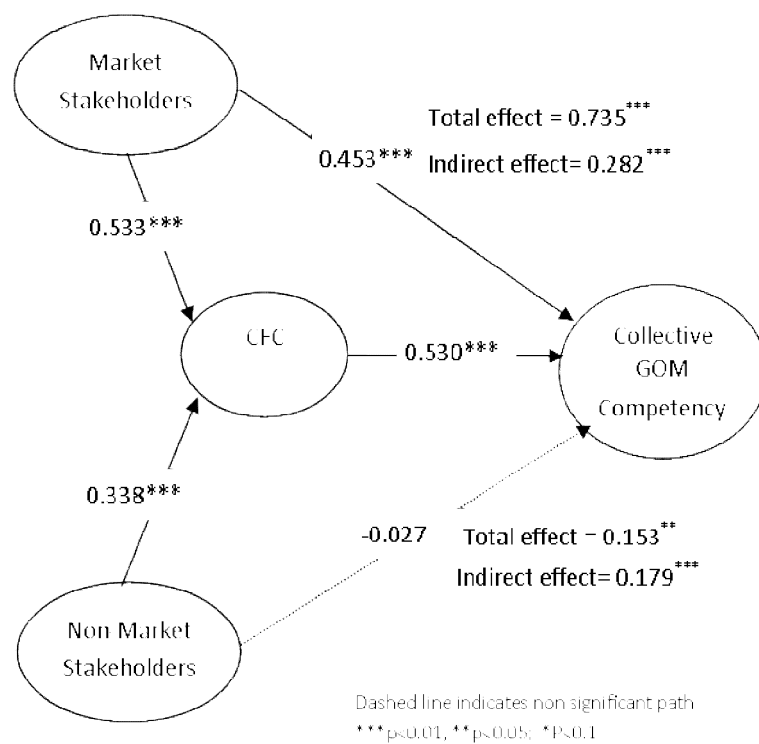 Market
Stakeholders
Total effect = 0.735***
0.453***
Indirect effect= 0.282***
0.533***
CFC
0.530***
Collective
GOM
Competency
0.338***
-0.027
Total effect = 0.153**
Indirect effect= 0.179***
Non Market
Stakeholders
Dashed line indicates non significant path
***p<0.01, **p<0.05; *P<0.1